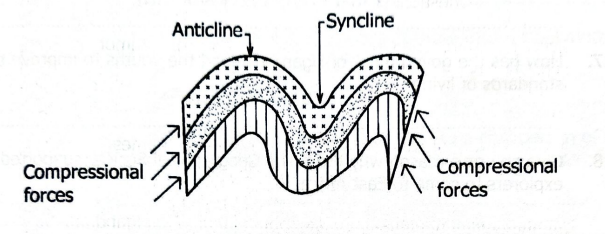 Anticline
Syncline
Compressional
forces
Compressional
forces